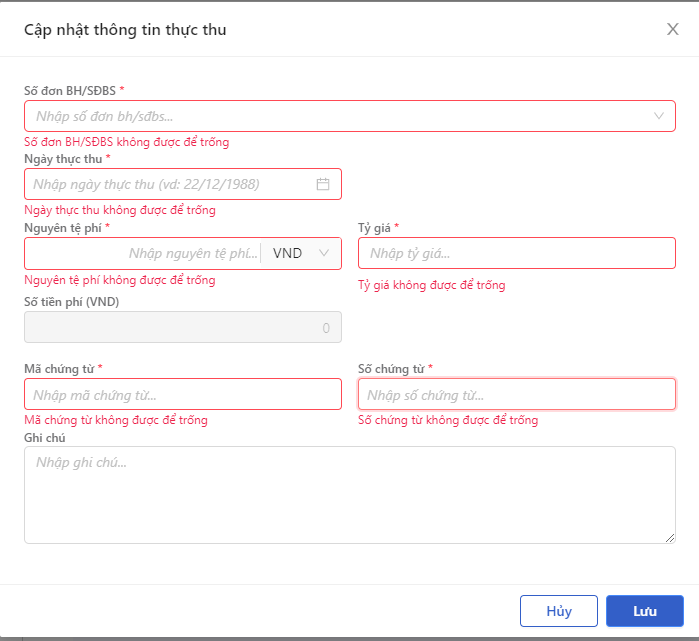 Cập nhật thông tin thực thu
Số đơn BH/SĐBS *
Nhập số đơn bh/sđbs...
Số đơn BH/SĐBS không được để trống
Ngày thực thu *
Nhập ngày thực thu (vd: 22/12/1988)
Ngày thực thu không được để trống
Nguyên tệ phí * Tỷ giá *
Nhập nguyên tệ phí... VND Nhập tỷ giá...
Nguyên tệ phí không được để trống Tỷ giá không được để trống
Số tiền phí (VND)
0
Mã chứng từ * Số chứng từ *
Nhập mã chứng từ... Nhập số chứng từ...
Mã chứng từ không được để trống Số chứng từ không được để trống
Ghi chú
Nhập ghi chú...
Hủy Lưu